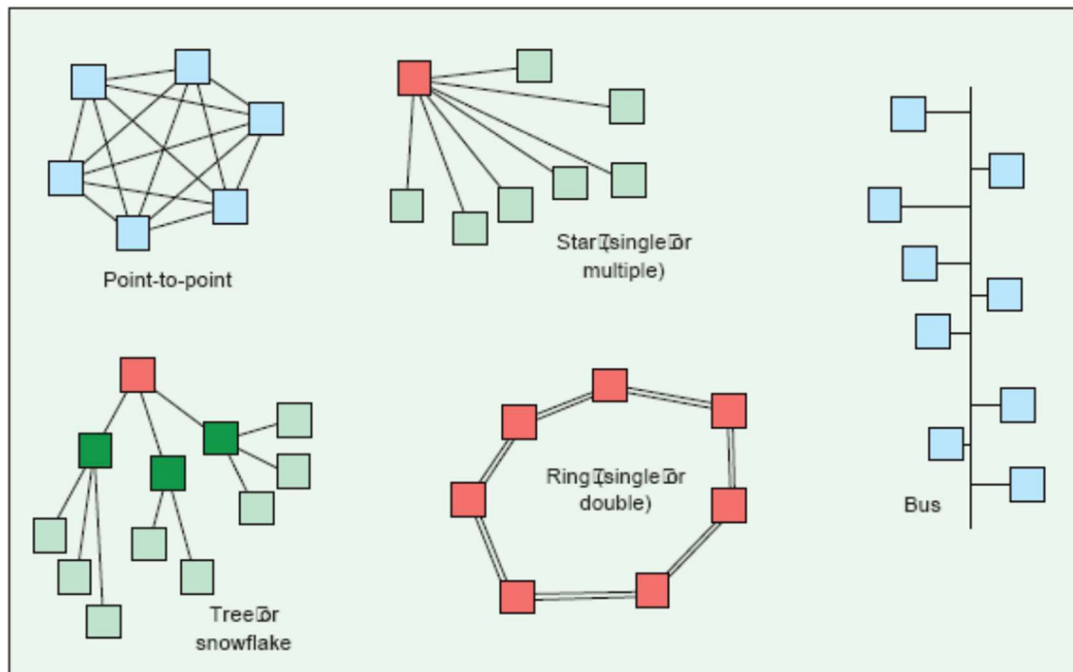 Point-to-point
Star (single or
multiple)
Tree or
snowflake
Ring (single or
double)
Bus